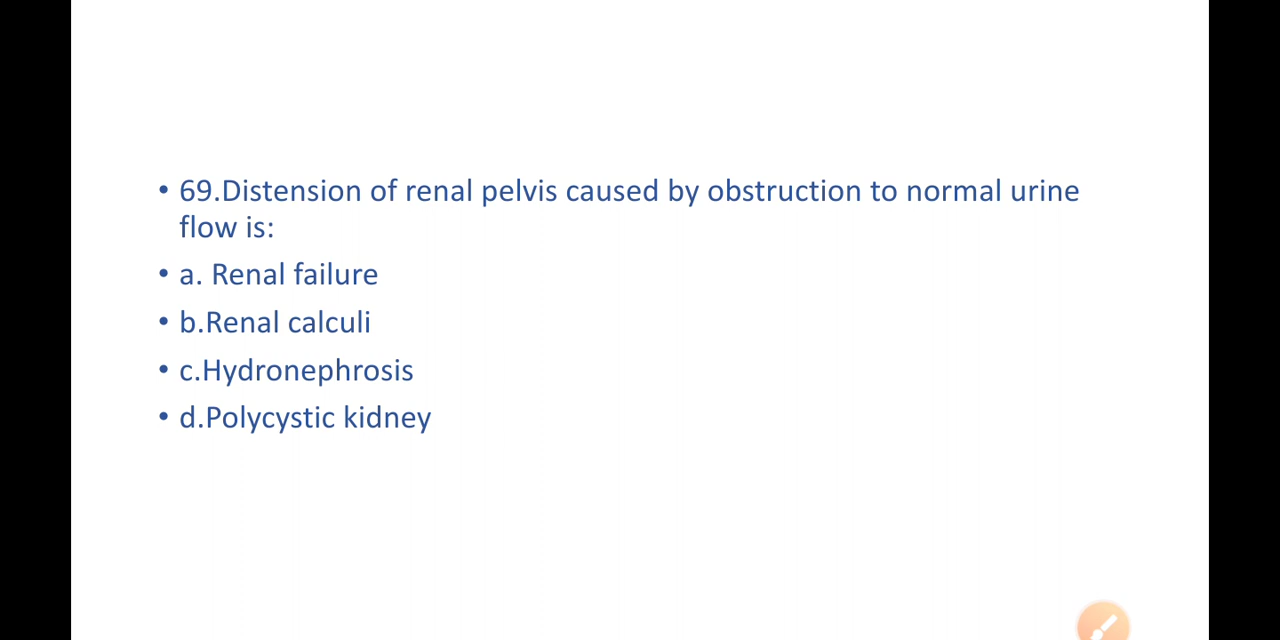 • 69.Distension of renal pelvis caused by obstruction to normal urine
flow is:
• a. Renal failure
• b.Renal calculi
• c.Hydronephrosis
• d.Polycystic kidney